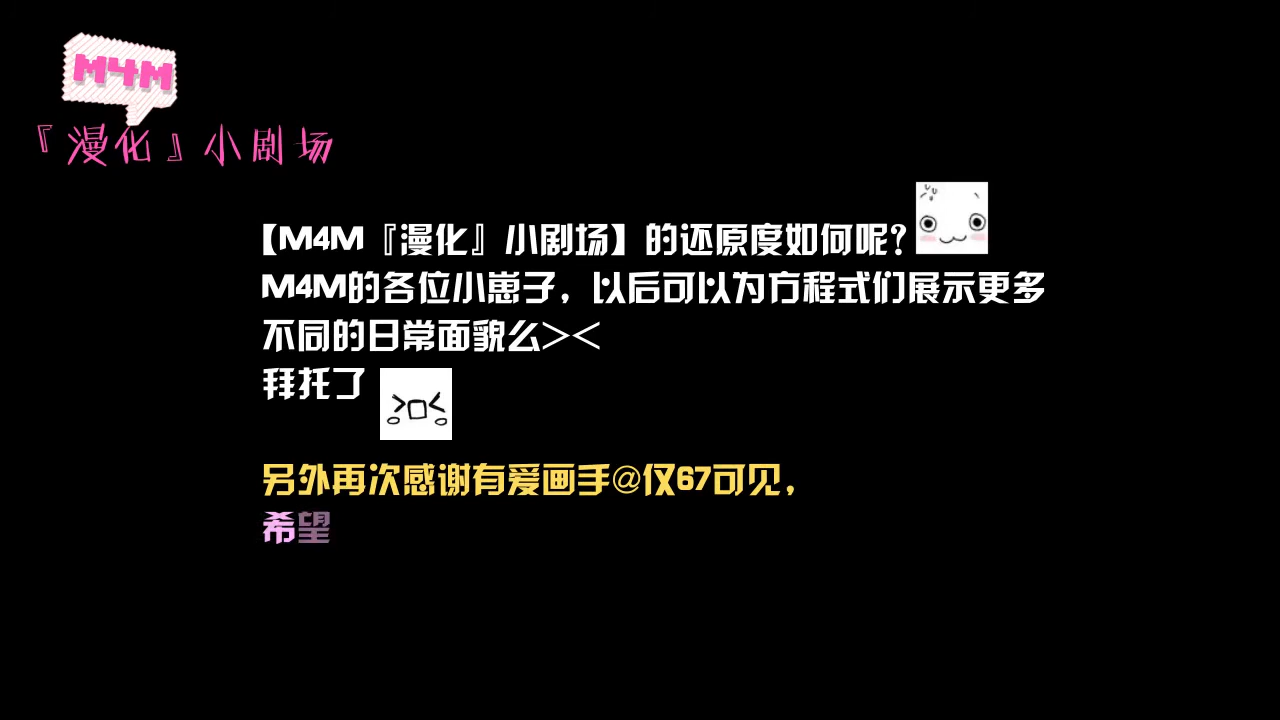 M4M
『漫化』小剧场
【M4M『漫化』小剧场】的还原度如何呢?
M4M的各位小崽子，以后可以为方程式们展示更多
不同的日常面貌么><
拜托了
另外再次感谢有爱画手@仅67可见，
希望